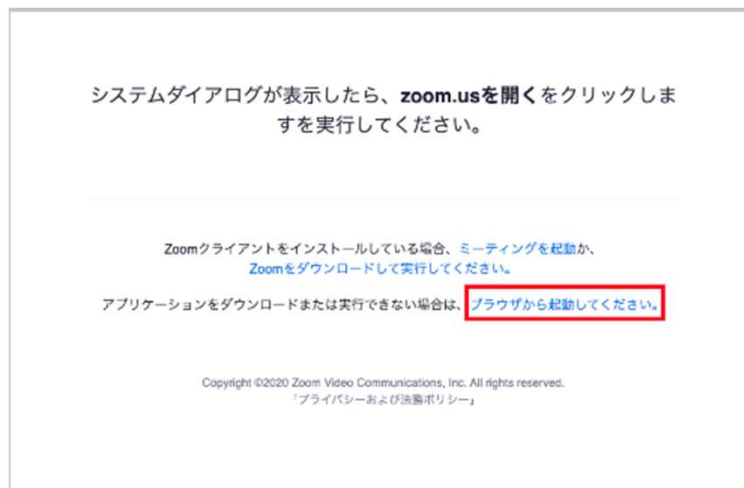 システムダイアログが表示したら、zoom.usを開くをクリックしま
すを実行してください。
Zoomクライアントをインストールしている場合、ミーティングを起動か、
Zoomをダウンロードして実行してください。
アプリケーションをダウンロードまたは実行できない場合は、ブラウザから起動してください。
Copyright ©2020 Zoom Video Communications, Inc. All rights reserved.
「プライバシーおよび法務ポリシー」